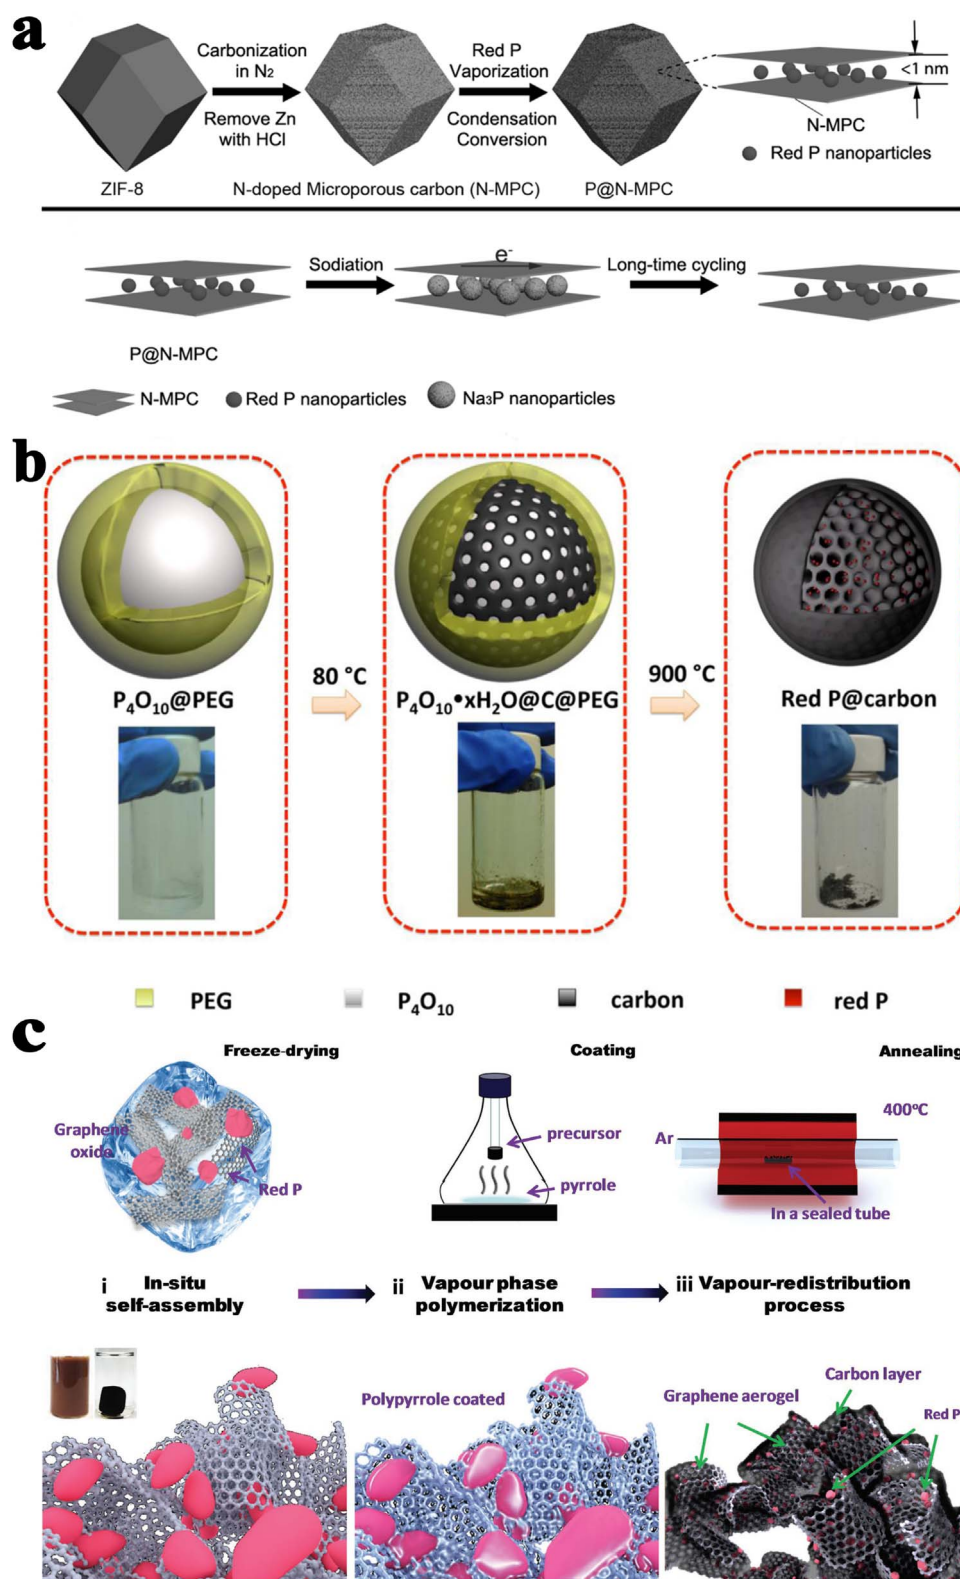 a
Carbonization
in N₂
Remove Zn
with HCl
Red P
Vaporization
Condensation
Conversion
<1 nm
N-MPC
Red P nanoparticles
ZIF-8
N-doped Microporous carbon (N-MPC)
P@N-MPC
Sodiation
e⁻
Long-time cycling
P@N-MPC
N-MPC
Red P nanoparticles
Na₃P nanoparticles
b
P₄O₁₀@PEG
80 °C
P₄O₁₀•xH₂O@C@PEG
900 °C
Red P@carbon
PEG
P₄O₁₀
carbon
red P
c
Freeze-drying
Coating
Annealing
Graphene
oxide
Red P
precursor
pyrrole
Ar
400°C
In a sealed tube
i In-situ
self-assembly
ii Vapour phase
polymerization
iii Vapour-redistribution
process
Polypyrrole coated
Graphene aerogel
Carbon layer
Red P